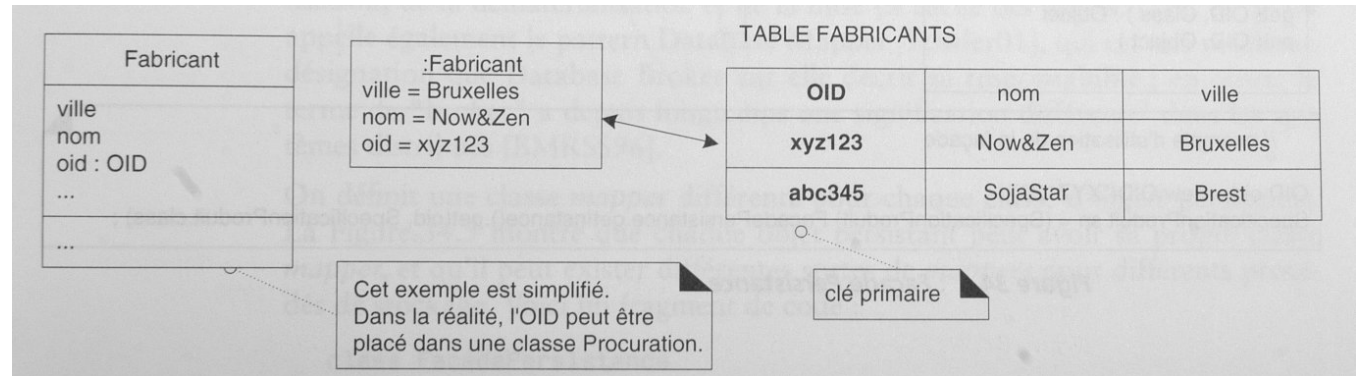 Fabricant
ville
nom
oid : OID
...
...
:Fabricant
ville = Bruxelles
nom = Now&Zen
oid = xyz123
TABLE FABRICANTS
OID nom ville
xyz123 Now&Zen Bruxelles
abc345 SojaStar Brest
Cet exemple est simplifié.
Dans la réalité, l'OID peut être
placé dans une classe Procuration.
clé primaire